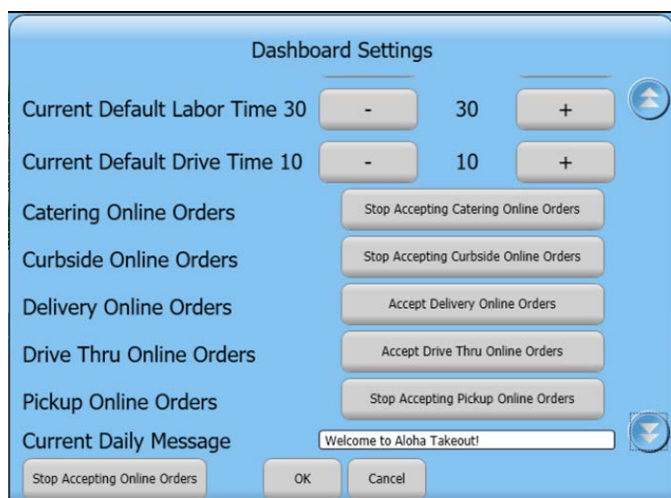 Dashboard Settings
Current Default Labor Time 30 - 30 +
Current Default Drive Time 10 - 10 +
Catering Online Orders Stop Accepting Catering Online Orders
Curbside Online Orders Stop Accepting Curbside Online Orders
Delivery Online Orders Accept Delivery Online Orders
Drive Thru Online Orders Accept Drive Thru Online Orders
Pickup Online Orders Stop Accepting Pickup Online Orders
Current Daily Message Welcome to Aloha Takeout!
Stop Accepting Online Orders OK Cancel